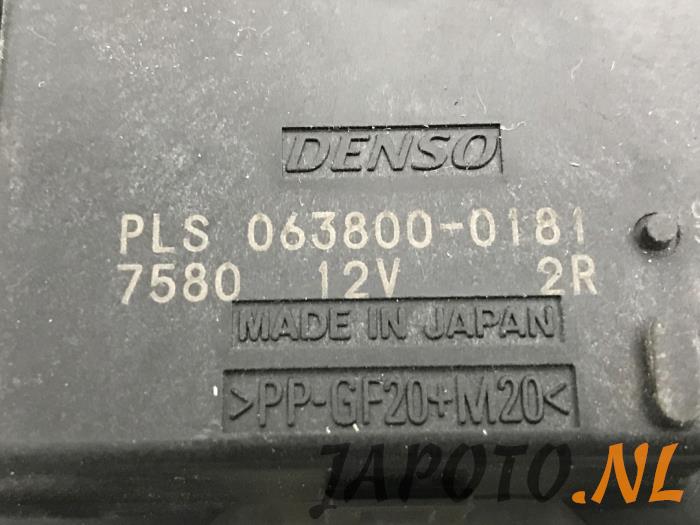 DENSO
PLS 063800-0181
7580 12V 2R
MADE IN JAPAN
>PP-GF20+M20<
JAPOTO.NL